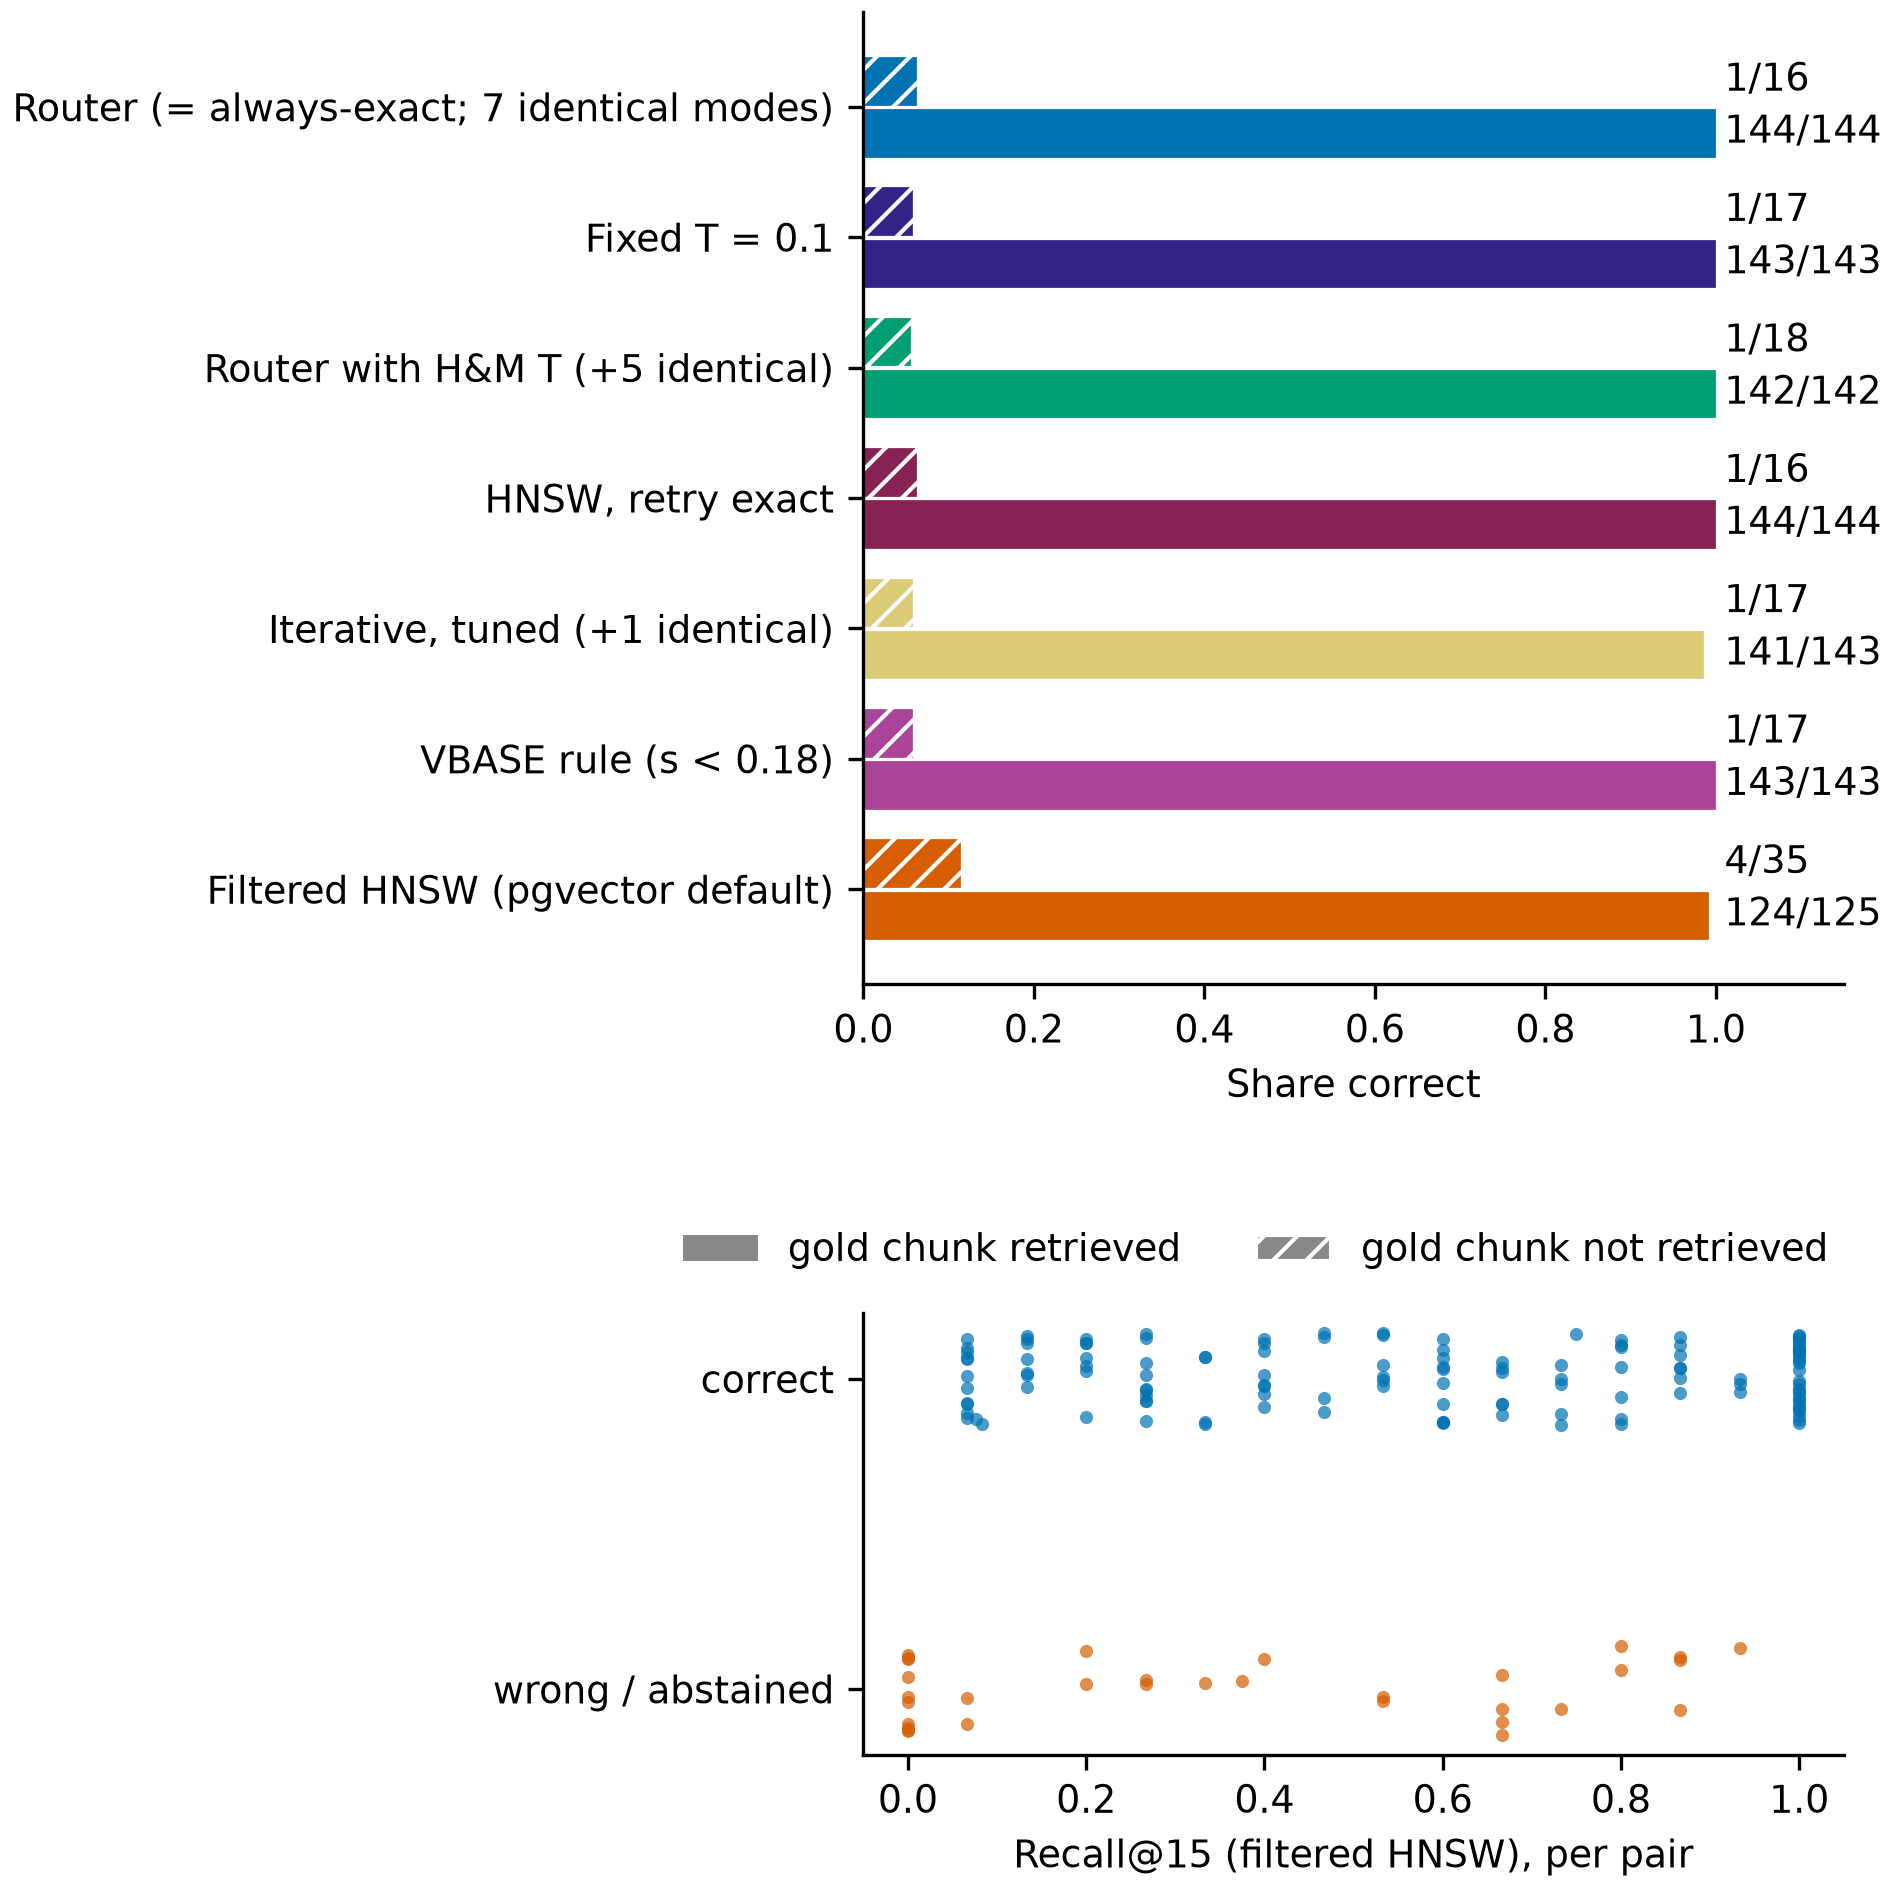 Router (= always-exact; 7 identical modes)
1/16
144/144
Fixed T = 0.1
1/17
143/143
Router with H&M T (+5 identical)
1/18
142/142
HNSW, retry exact
1/16
144/144
Iterative, tuned (+1 identical)
1/17
141/143
VBASE rule (s < 0.18)
1/17
143/143
Filtered HNSW (pgvector default)
4/35
124/125
0.0 0.2 0.4 0.6 0.8 1.0
Share correct
gold chunk retrieved gold chunk not retrieved
correct
wrong / abstained
0.0 0.2 0.4 0.6 0.8 1.0
Recall@15 (filtered HNSW), per pair